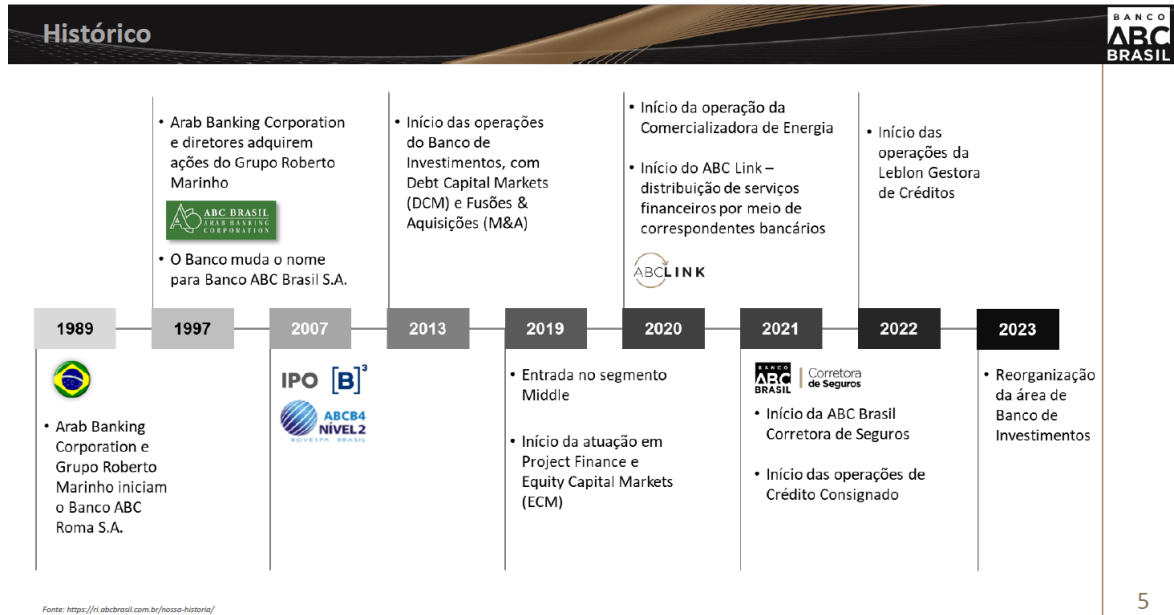 Histórico
BANCO
ABC
BRASIL
• Arab Banking Corporation
e diretores adquirem
ações do Grupo Roberto
Marinho
ABC BRASIL
ARAB BANKING
CORPORATION
• O Banco muda o nome
para Banco ABC Brasil S.A.
• Início das operações
do Banco de
Investimentos, com
Debt Capital Markets
(DCM) e Fusões &
Aquisições (M&A)
• Início da operação da
Comercializadora de Energia
• Início do ABC Link –
distribuição de serviços
financeiros por meio de
correspondentes bancários
ABCLINK
• Início das
operações da
Leblon Gestora
de Créditos
1989
1997
2007
2013
2019
2020
2021
2022
2023
• Arab Banking
Corporation e
Grupo Roberto
Marinho iniciam
o Banco ABC
Roma S.A.
IPO [B]³
ABCB4
NÍVEL 2
BOVESPA BRASIL
• Entrada no segmento
Middle
• Início da atuação em
Project Finance e
Equity Capital Markets
(ECM)
BANCO
ABC
BRASIL
Corretora
de Seguros
• Início da ABC Brasil
Corretora de Seguros
• Início das operações de
Crédito Consignado
• Reorganização
da área de
Banco de
Investimentos
Fonte: https://ri.abcbrasil.com.br/nossa-historia/
5